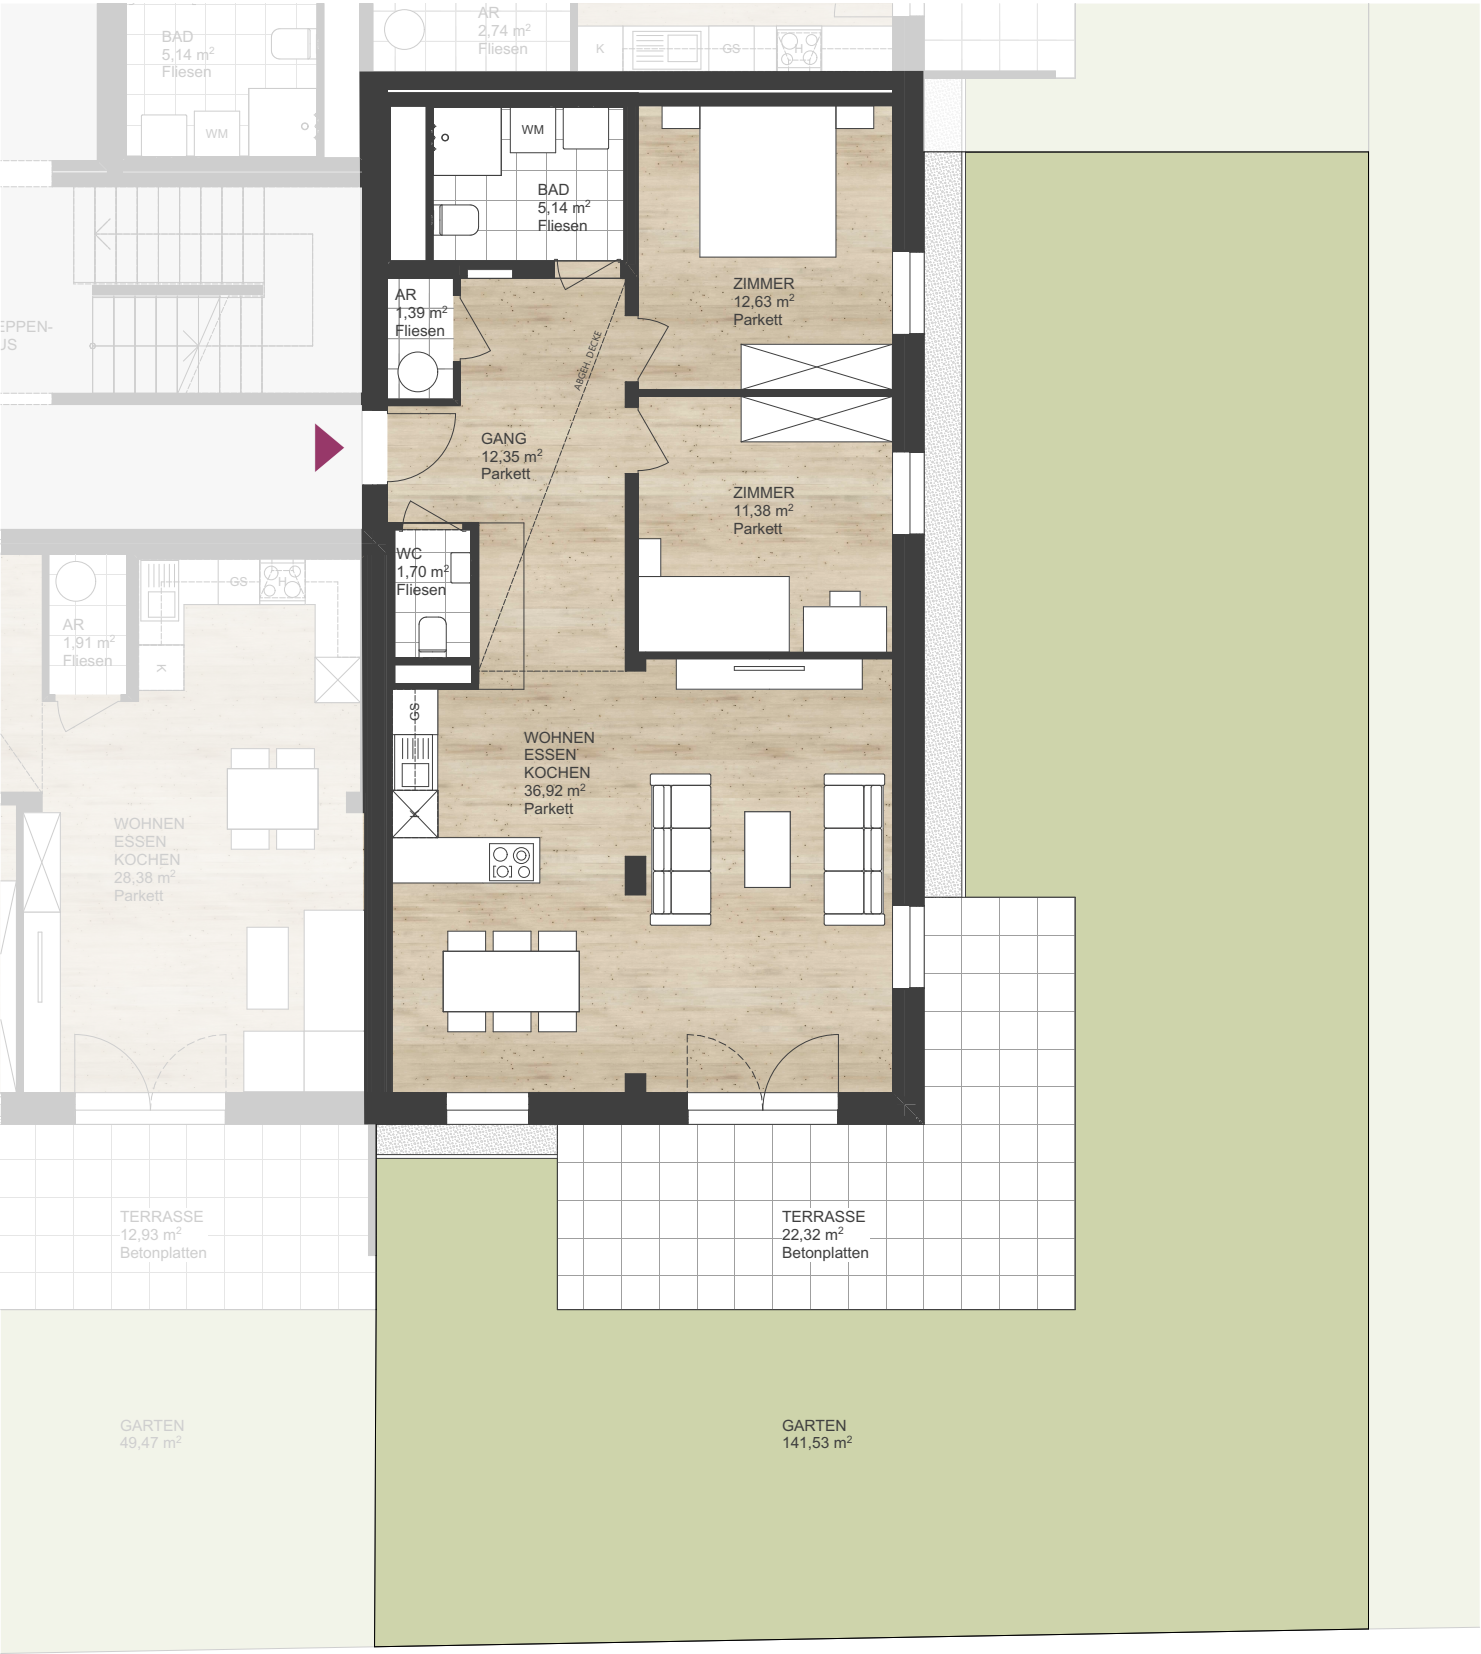 AR
2,74 m²
Fliesen
BAD
5,14 m²
Fliesen
K
GS
H
WM
WM
BAD
5,14 m²
Fliesen
ZIMMER
12,63 m²
Parkett
AR
1,39 m²
Fliesen
EPPEN-
US
ABGEH. DECKE
GANG
12,35 m²
Parkett
ZIMMER
11,38 m²
Parkett
WC
1,70 m²
Fliesen
GS
H
AR
1,91 m²
Fliesen
K
GS
WOHNEN
ESSEN
KOCHEN
36,92 m²
Parkett
K
WOHNEN
ESSEN
KOCHEN
28,38 m²
Parkett
TERRASSE
12,93 m²
Betonplatten
TERRASSE
22,32 m²
Betonplatten
GARTEN
49,47 m²
GARTEN
141,53 m²